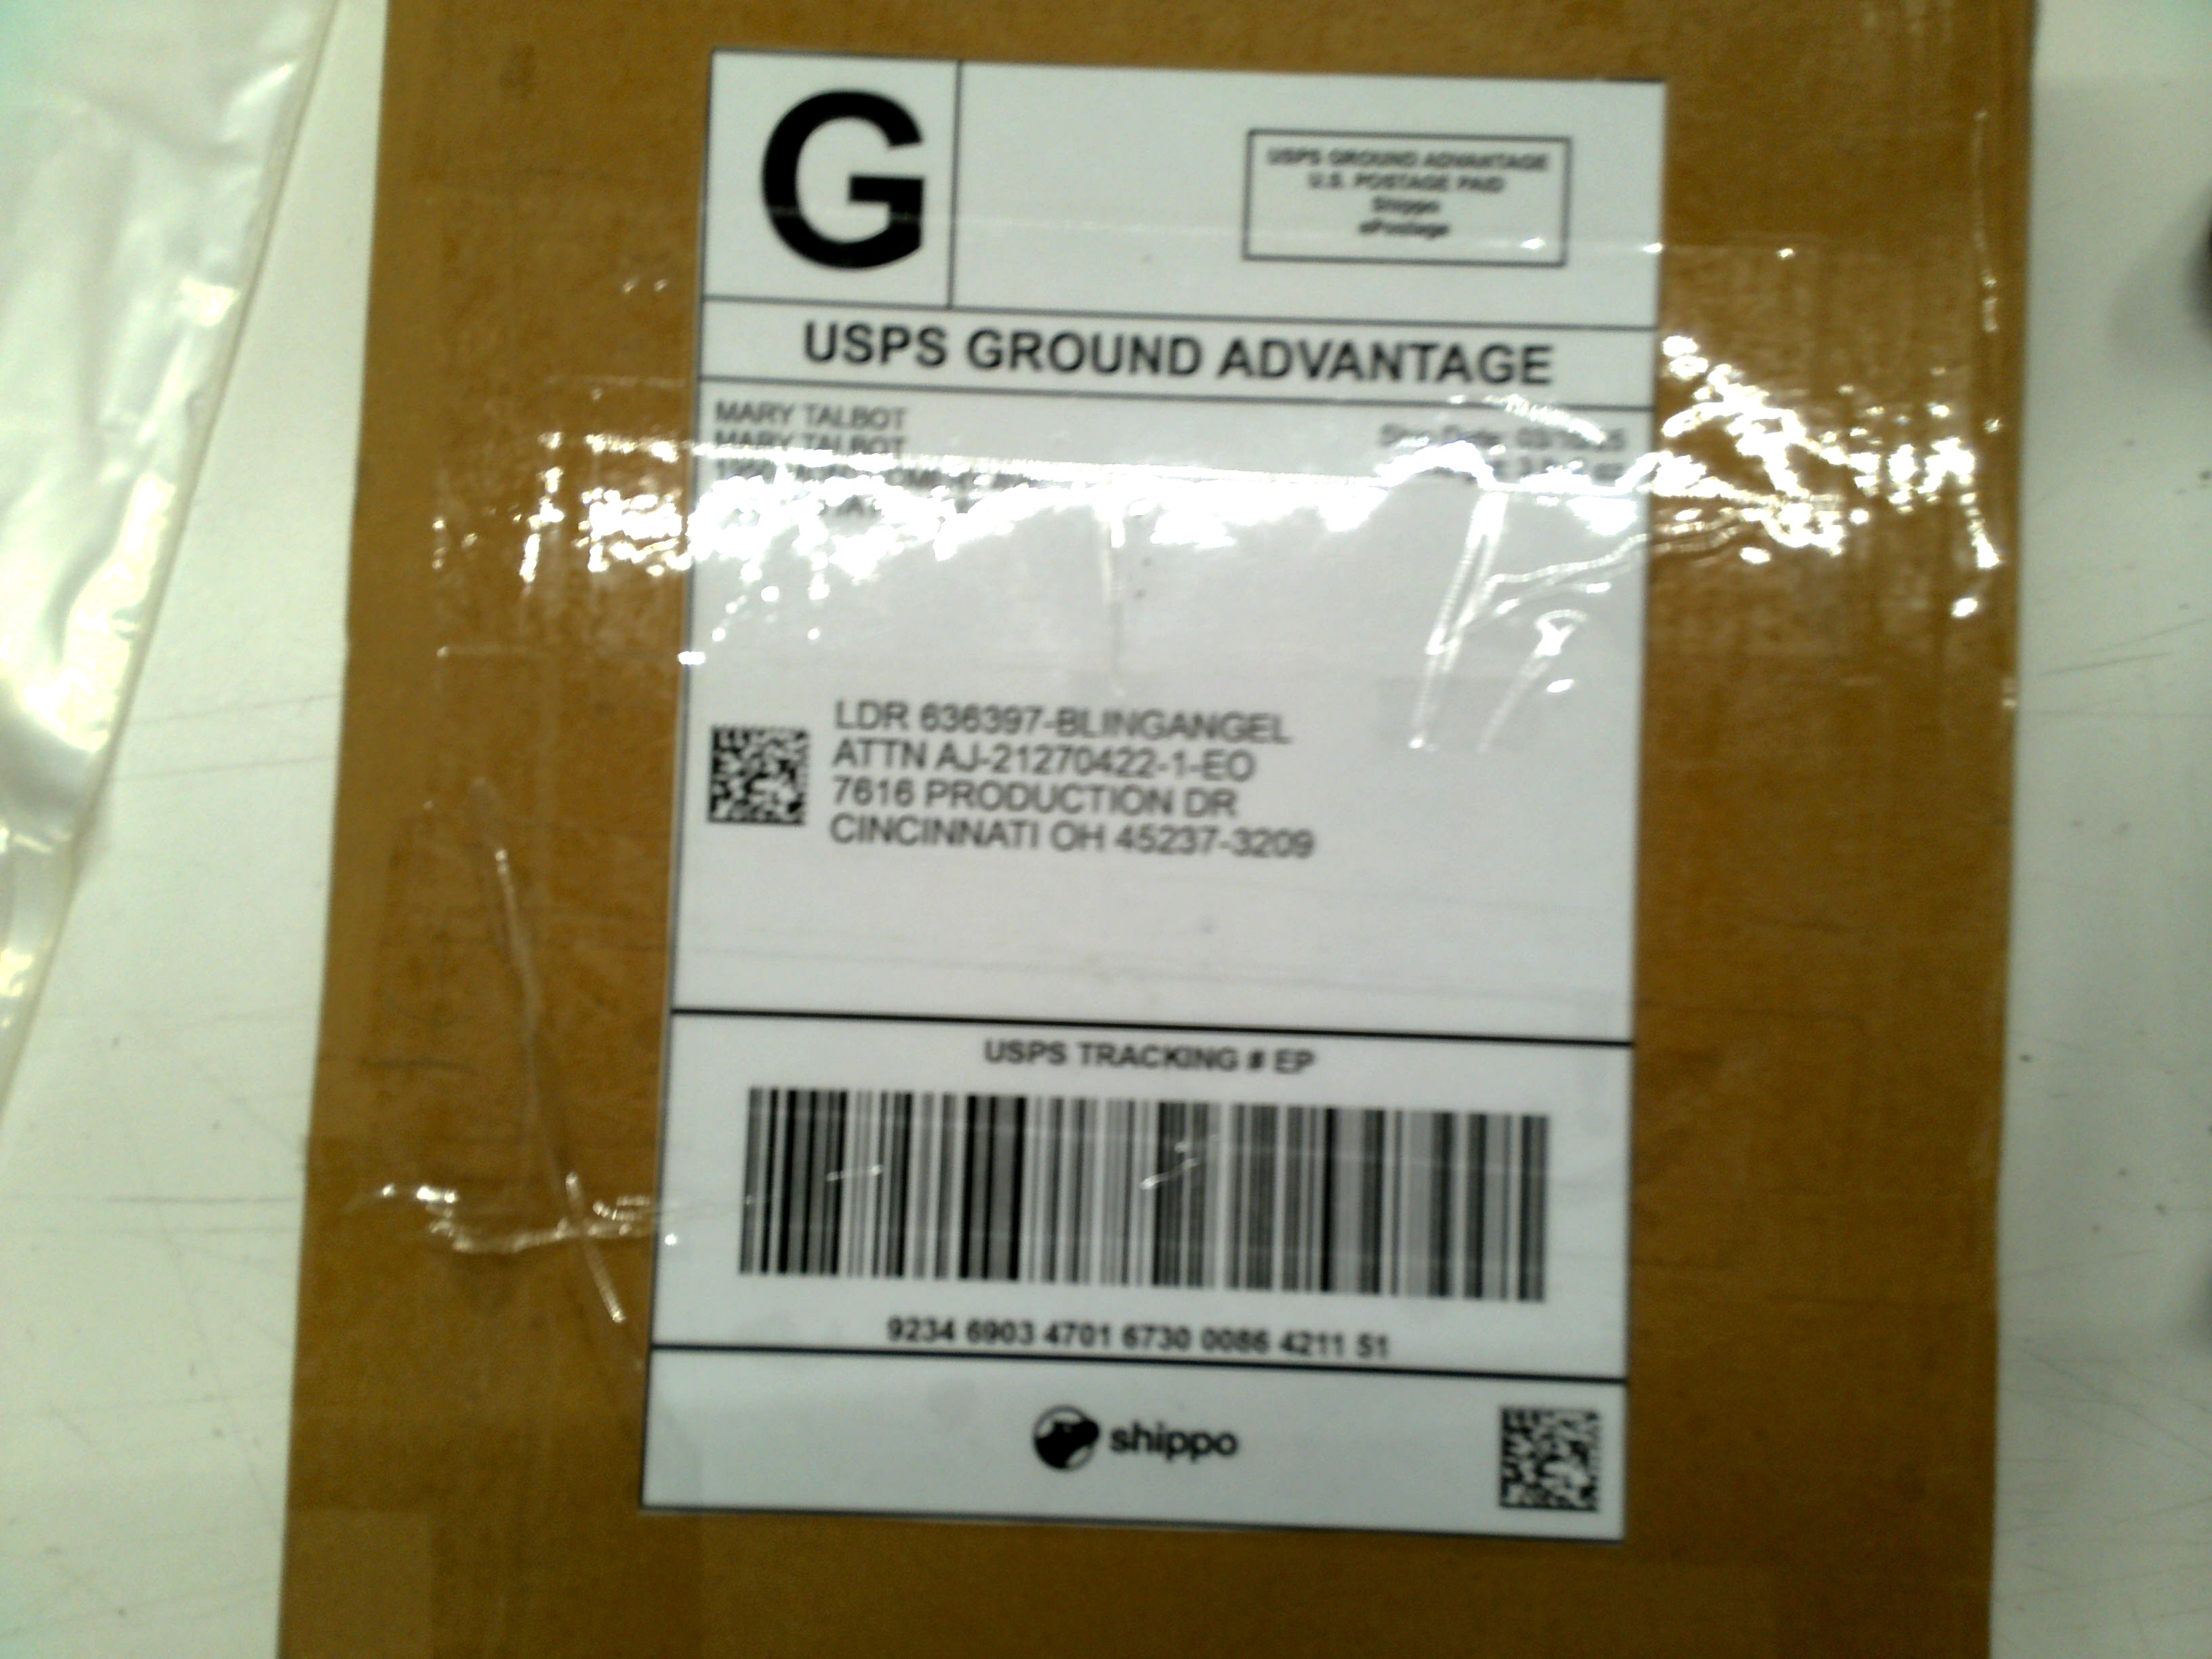 G
USPS GROUND ADVANTAGE
U.S. POSTAGE PAID
Shippo
ePostage
USPS GROUND ADVANTAGE
MARY TALBOT
MARY TALBOT
Ship Date:
LDR 636397-BLINGANGEL
ATTN AJ-21270422-1-EO
7616 PRODUCTION DR
CINCINNATI OH 45237-3209
USPS TRACKING # EP
9234 6903 4701 6730 0086 4211 51
shippo